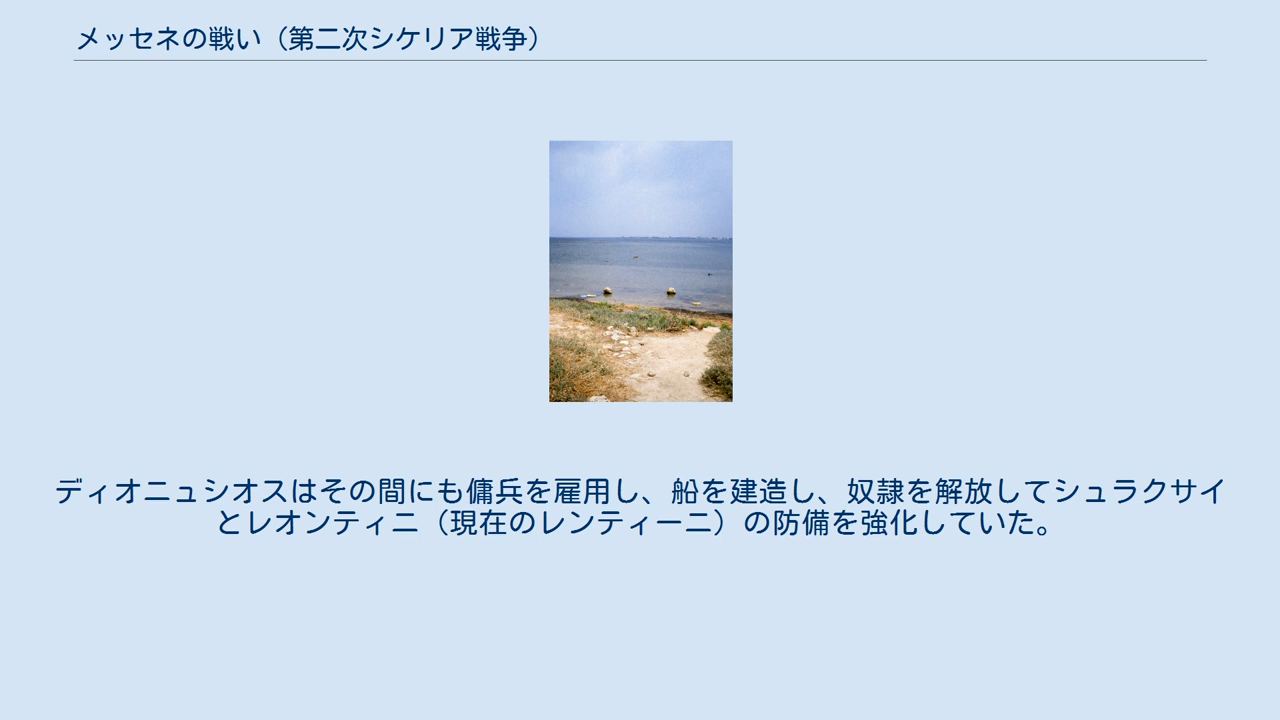 メッセネの戦い（第二次シケリア戦争）
ディオニュシオスはその間にも傭兵を雇用し、船を建造し、奴隷を解放してシュラクサイ
とレオンティニ（現在のレンティーニ）の防備を強化していた。